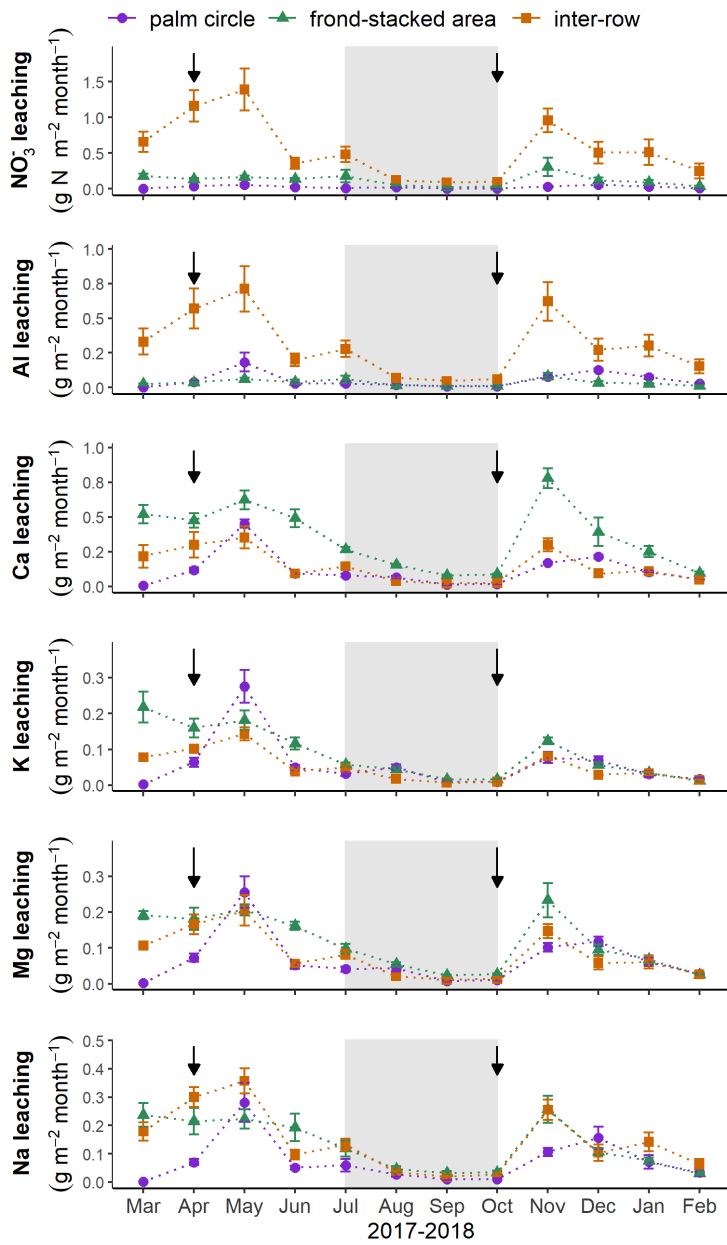 palm circle frond-stacked area inter-row
NO₃⁻ leaching
(g N m⁻² month⁻¹)
1.5
1.0
0.5
0.0
Al leaching
(g m⁻² month⁻¹)
1.0
0.8
0.5
0.2
0.0
Ca leaching
(g m⁻² month⁻¹)
1.0
0.8
0.5
0.2
0.0
K leaching
(g m⁻² month⁻¹)
0.3
0.2
0.1
0.0
Mg leaching
(g m⁻² month⁻¹)
0.3
0.2
0.1
0.0
Na leaching
(g m⁻² month⁻¹)
0.5
0.4
0.3
0.2
0.1
0.0
Mar Apr May Jun Jul Aug Sep Oct Nov Dec Jan Feb
2017-2018